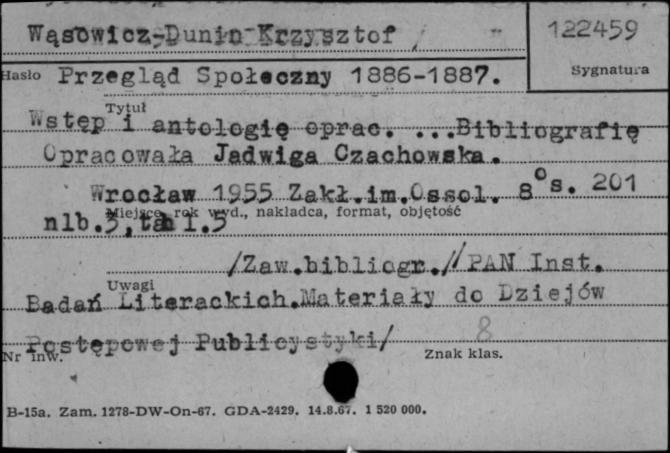 Wąsowicz-Dunin Krzysztof
122459
Sygnatura
Hasło Przegląd Społeczny 1886-1887.
Tytuł
Wstęp i antologię oprac. ...Bibliografię
Opracowała Jadwiga Czachowska.
Wrocław 1955 Zakł.im.Ossol. 8° s. 201
Miejsce, rok wyd., nakładca, format, objętość
nlb.5, tabl.5
/Zaw.bibliogr.// PAN Inst.
Uwagi
Badań Literackich.Materiały do Dziejów
Postępowej Publicystyki/
8
Nr inw.
Znak klas.
B-15a. Zam. 1278-DW-On-67. GDA-2429. 14.8.67. 1 520 000.